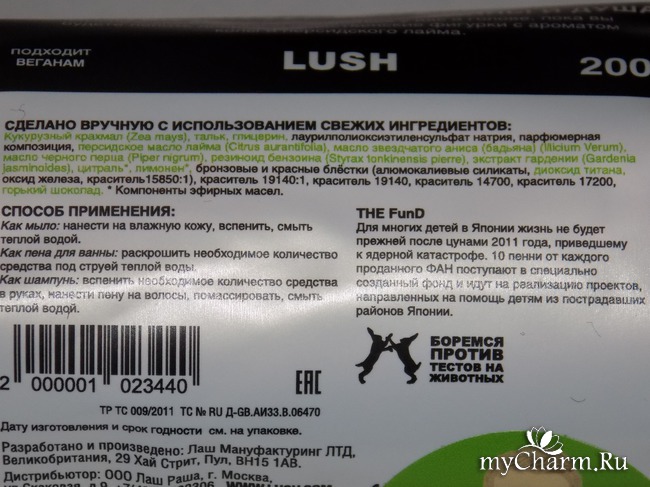 ПОДХОДИТ
ВЕГАНАМ
LUSH
200
СДЕЛАНО ВРУЧНУЮ С ИСПОЛЬЗОВАНИЕМ СВЕЖИХ ИНГРЕДИЕНТОВ:
Кукурузный крахмал (Zea mays), тальк, глицерин, лаурилполиоксиэтиленсульфат натрия, парфюмерная
композиция, персидское масло лайма (Citrus aurantifolia), масло звездчатого аниса (бадьяна) (Illicium Verum),
масло черного перца (Piper nigrum), резиноид бензоина (Styrax tonkinensis pierre), экстракт гардении (Gardenia
jasminoides), цитраль*, лимонен*, бронзовые и красные блёстки (алюмокалиевые силикаты, диоксид титана,
оксид железа, краситель15850:1), краситель 19140:1, краситель 19140, краситель 14700, краситель 17200,
горький шоколад. * Компоненты эфирных масел.
СПОСОБ ПРИМЕНЕНИЯ:
Как мыло: нанести на влажную кожу, вспенить, смыть
теплой водой.
Как пена для ванны: раскрошить необходимое количество
средства под струей теплой воды.
Как шампунь: вспенить необходимое количество средства
в руках, нанести пену на волосы, помассировать, смыть
теплой водой.
THE FunD
Для многих детей в Японии жизнь не будет
прежней после цунами 2011 года, приведшему
к ядерной катастрофе. 10 пенни от каждого
проданного ФАН поступают в специально
созданный фонд и идут на реализацию проектов,
направленных на помощь детям из пострадавших
районов Японии.
БОРЕМСЯ
ПРОТИВ
ТЕСТОВ НА
ЖИВОТНЫХ
2 000001 023440
EAC
ТР ТС 009/2011 ТС № RU Д-GB.АИ33.В.06470
Дату изготовления и срок годности см. на упаковке.
Разработано и произведено: Лаш Мануфактуринг ЛТД,
Великобритания, 29 Хай Стрит, Пул, BH15 1AB.
Дистрибьютор: ООО Лаш Раша, г. Москва,
myCharm.Ru